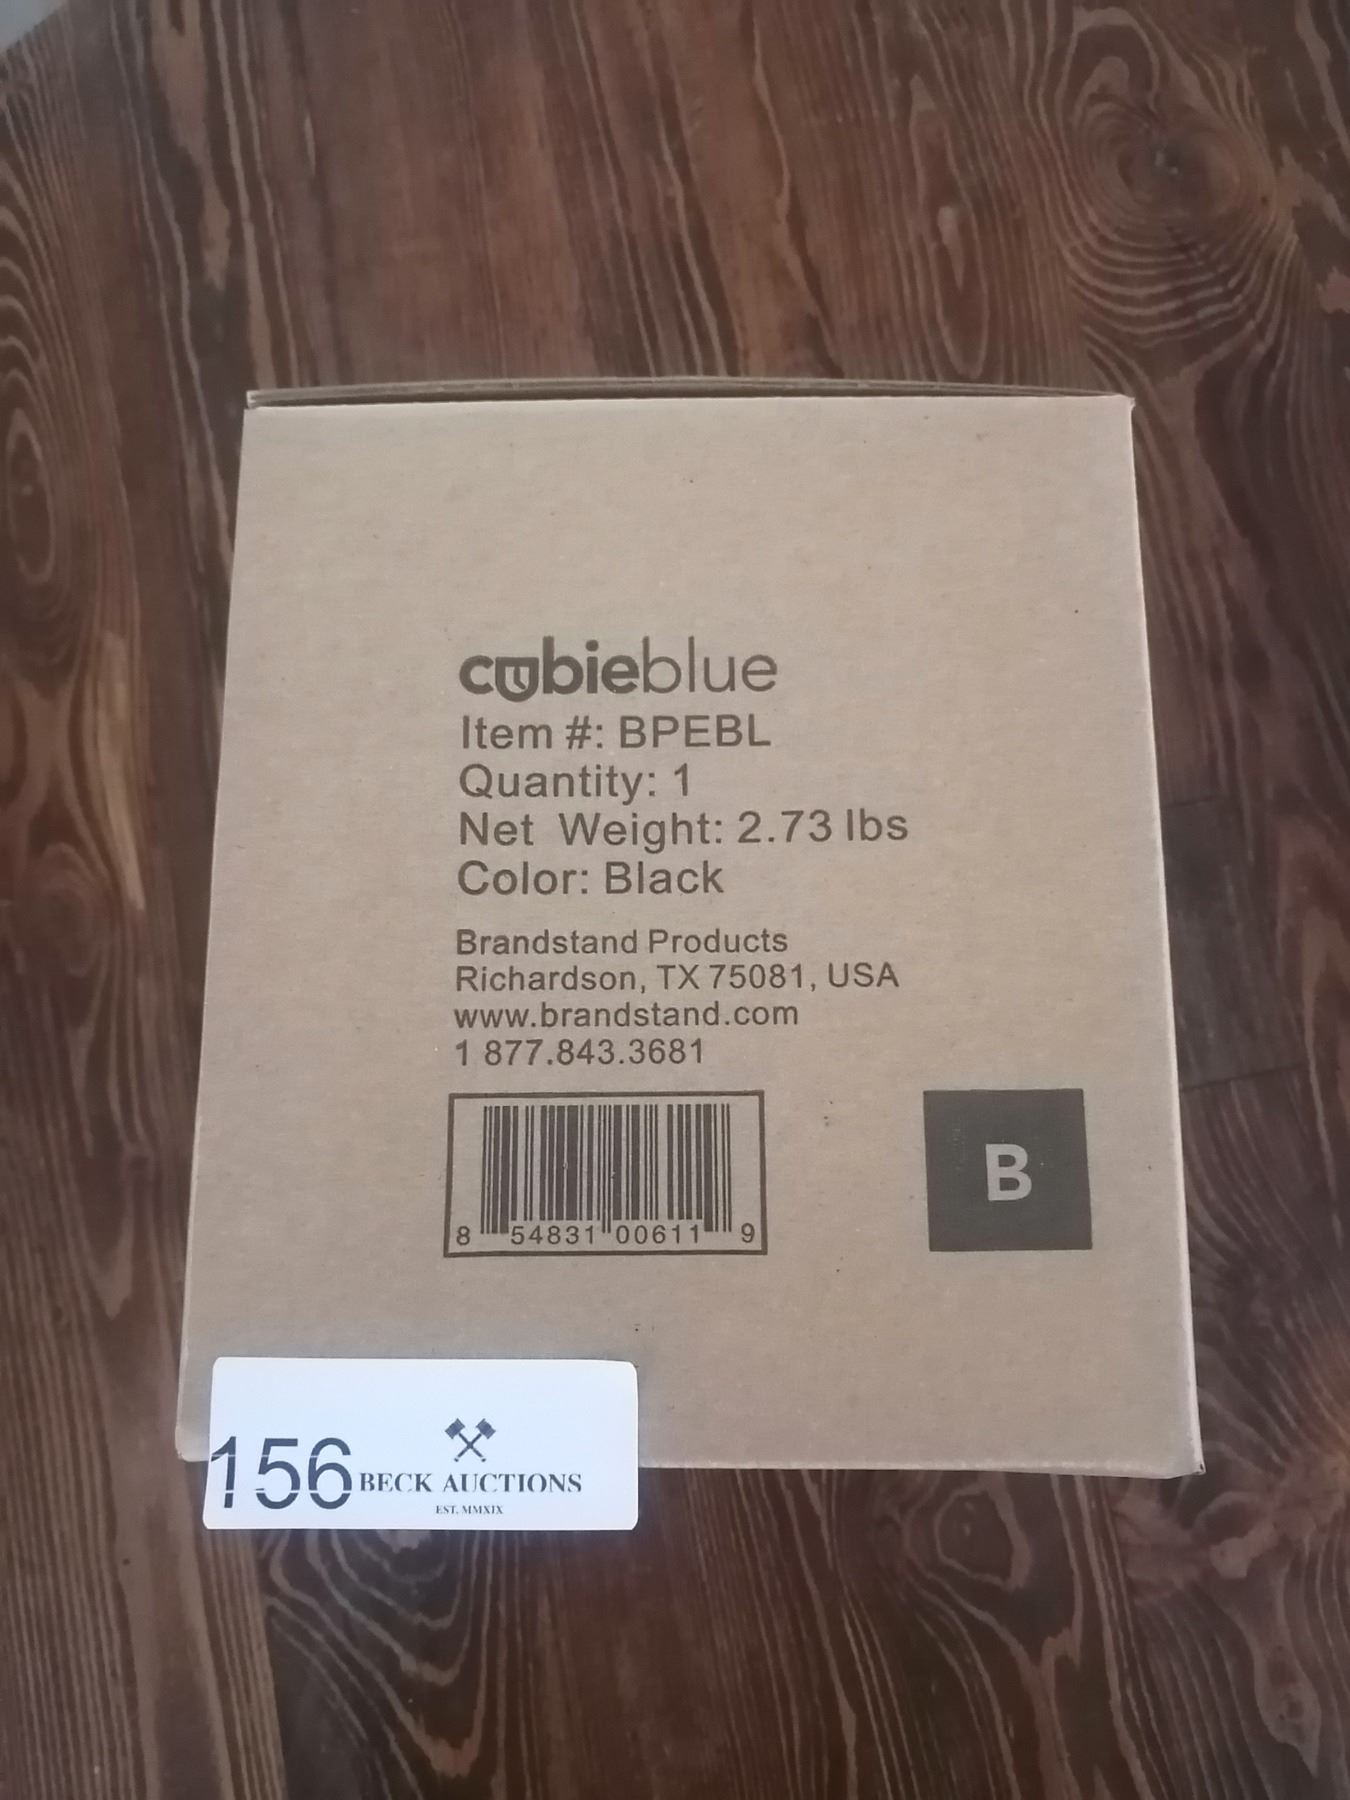 cubieblue
Item #: BPEBL
Quantity: 1
Net Weight: 2.73 lbs
Color: Black
Brandstand Products
Richardson, TX 75081, USA
www.brandstand.com
1 877.843.3681
8 54831 00611 9
B
156 BECK AUCTIONS
EST. MMXIX